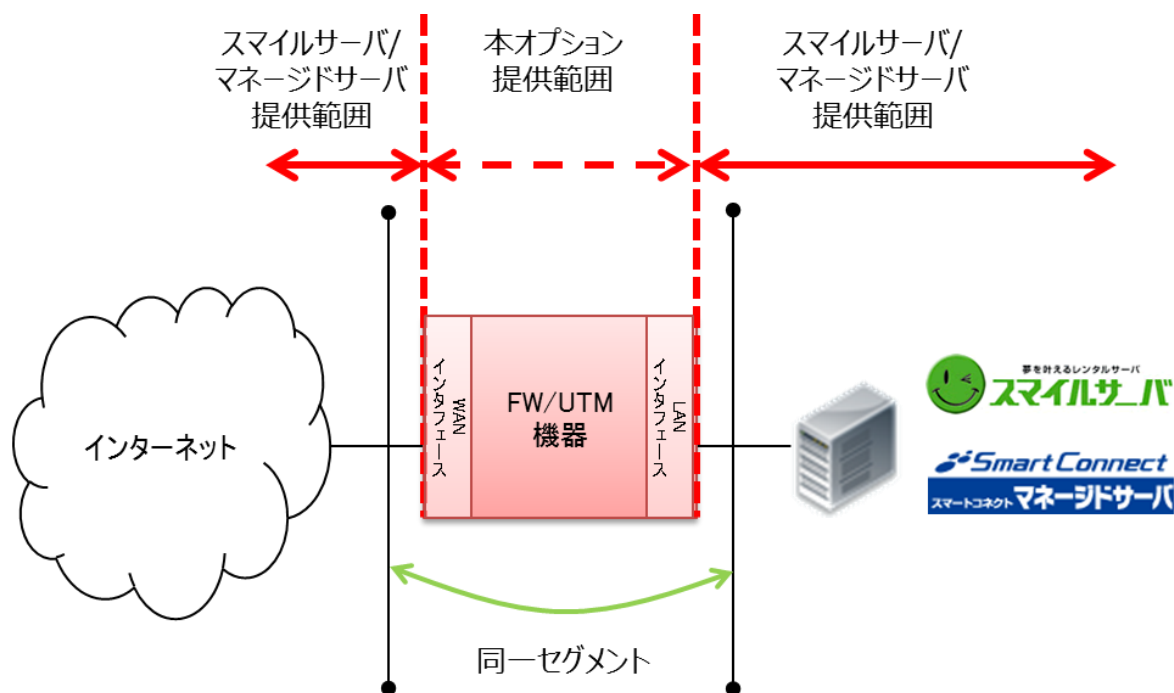 スマイルサーバ/
マネージドサーバ
提供範囲
本オプション
提供範囲
スマイルサーバ/
マネージドサーバ
提供範囲
インターネット
WAN
インタフェース
FW/UTM
機器
LAN
インタフェース
夢を叶えるレンタルサーバ
スマイルサーバ
SmartConnect
スマートコネクト マネージドサーバ
同一セグメント